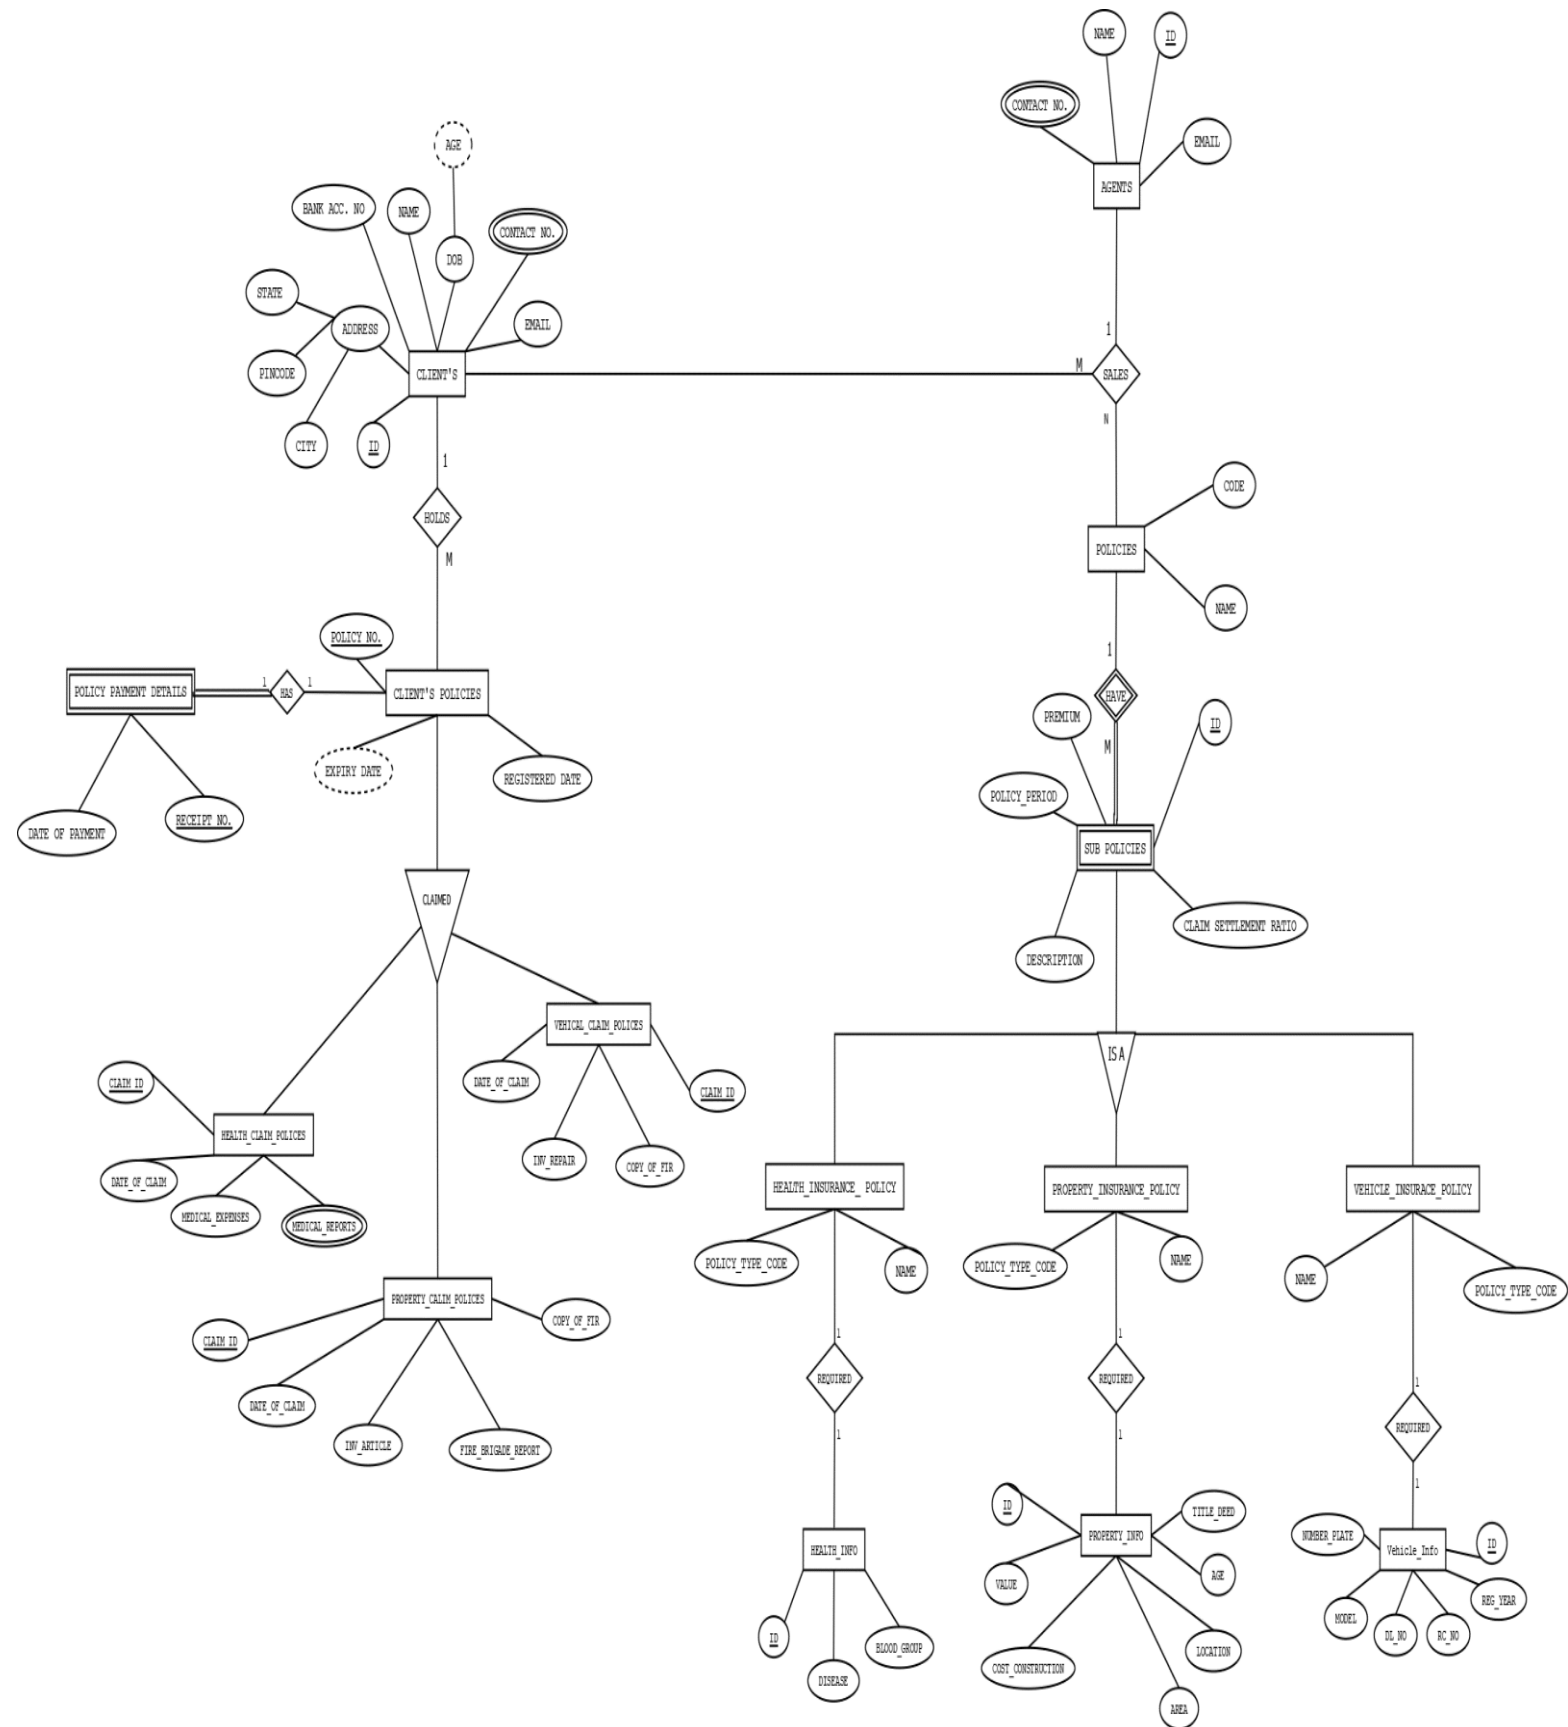 NAME
ID
CONTACT NO.
EMAIL
AGENTS
AGE
BANK ACC. NO
NAME
CONTACT NO.
DOB
STATE
ADDRESS
EMAIL
PINCODE
CLIENT'S
CITY
ID
1
M
SALES
N
1
HOLDS
M
CODE
POLICIES
NAME
POLICY NO.
POLICY PAYMENT DETAILS
1
HAS
1
CLIENT'S POLICIES
EXPIRY DATE
REGISTERED DATE
DATE OF PAYMENT
RECEIPT NO.
1
HAVE
M
PREMIUM
ID
POLICY_PERIOD
SUB POLICIES
DESCRIPTION
CLAIM SETTLEMENT RATIO
CLAIMED
VEHICAL_CLAIM_POLICES
DATE_OF_CLAIM
CLAIM ID
INV_REPAIR
COPY_OF_FIR
CLAIM ID
HEALTH_CLAIM_POLICES
DATE_OF_CLAIM
MEDICAL_EXPENSES
MEDICAL_REPORTS
PROPERTY_CALIM_POLICES
COPY_OF_FIR
CLAIM ID
DATE_OF_CLAIM
INV_ARTICLE
FIRE_BRIGADE_REPORT
IS A
HEALTH_INSURANCE_ POLICY
PROPERTY_INSURANCE_POLICY
VEHICLE_INSURACE_POLICY
POLICY_TYPE_CODE
NAME
POLICY_TYPE_CODE
NAME
NAME
POLICY_TYPE_CODE
1
REQUIRED
1
1
REQUIRED
1
1
REQUIRED
1
HEALTH_INFO
ID
DISEASE
BLOOD_GROUP
ID
TITLE_DEED
PROPERTY_INFO
VALUE
AGE
COST_CONSTRUCTION
LOCATION
AREA
NUMBER_PLATE
Vehicle_Info
ID
REG_YEAR
MODEL
DL_NO
RC_NO